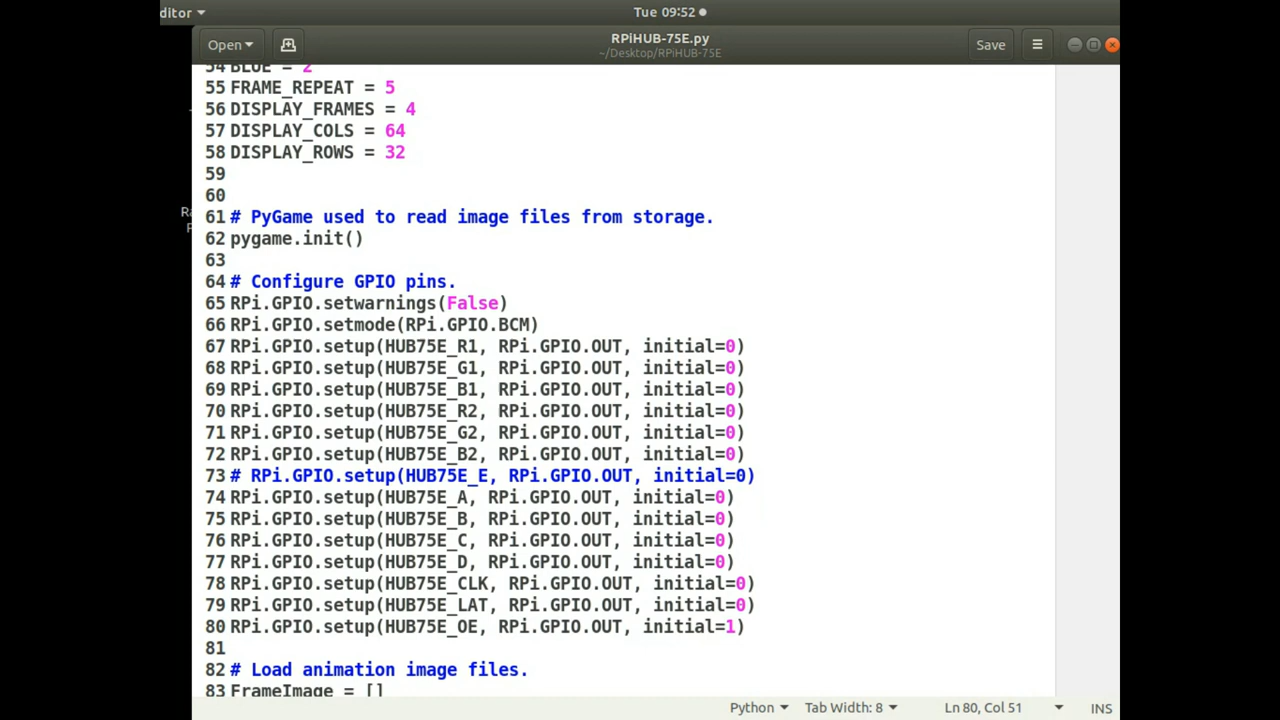 ditor
Tue 09:52
Open
RPiHUB-75E.py
~/Desktop/RPiHUB-75E
Save
54 BLUE = 2
55 FRAME_REPEAT = 5
56 DISPLAY_FRAMES = 4
57 DISPLAY_COLS = 64
58 DISPLAY_ROWS = 32
59
60
61 # PyGame used to read image files from storage.
62 pygame.init()
63
64 # Configure GPIO pins.
65 RPi.GPIO.setwarnings(False)
66 RPi.GPIO.setmode(RPi.GPIO.BCM)
67 RPi.GPIO.setup(HUB75E_R1, RPi.GPIO.OUT, initial=0)
68 RPi.GPIO.setup(HUB75E_G1, RPi.GPIO.OUT, initial=0)
69 RPi.GPIO.setup(HUB75E_B1, RPi.GPIO.OUT, initial=0)
70 RPi.GPIO.setup(HUB75E_R2, RPi.GPIO.OUT, initial=0)
71 RPi.GPIO.setup(HUB75E_G2, RPi.GPIO.OUT, initial=0)
72 RPi.GPIO.setup(HUB75E_B2, RPi.GPIO.OUT, initial=0)
73 # RPi.GPIO.setup(HUB75E_E, RPi.GPIO.OUT, initial=0)
74 RPi.GPIO.setup(HUB75E_A, RPi.GPIO.OUT, initial=0)
75 RPi.GPIO.setup(HUB75E_B, RPi.GPIO.OUT, initial=0)
76 RPi.GPIO.setup(HUB75E_C, RPi.GPIO.OUT, initial=0)
77 RPi.GPIO.setup(HUB75E_D, RPi.GPIO.OUT, initial=0)
78 RPi.GPIO.setup(HUB75E_CLK, RPi.GPIO.OUT, initial=0)
79 RPi.GPIO.setup(HUB75E_LAT, RPi.GPIO.OUT, initial=0)
80 RPi.GPIO.setup(HUB75E_OE, RPi.GPIO.OUT, initial=1)
81
82 # Load animation image files.
83 FrameImage = []
Python Tab Width: 8 Ln 80, Col 51 INS